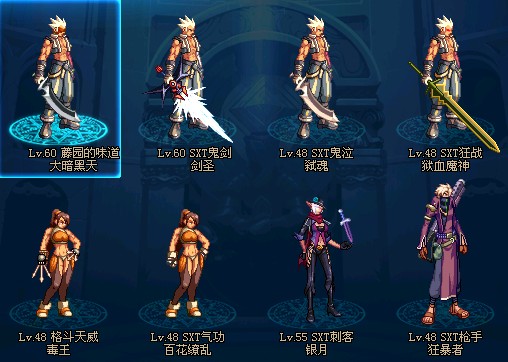 Lv.60 藤园的味道
大暗黑天
Lv.60 SXT鬼剑
剑圣
Lv.48 SXT鬼泣
弑魂
Lv.48 SXT狂战
狱血魔神
Lv.48 格斗天威
毒王
Lv.48 SXT气功
百花缭乱
Lv.55 SXT刺客
银月
Lv.48 SXT枪手
狂暴者